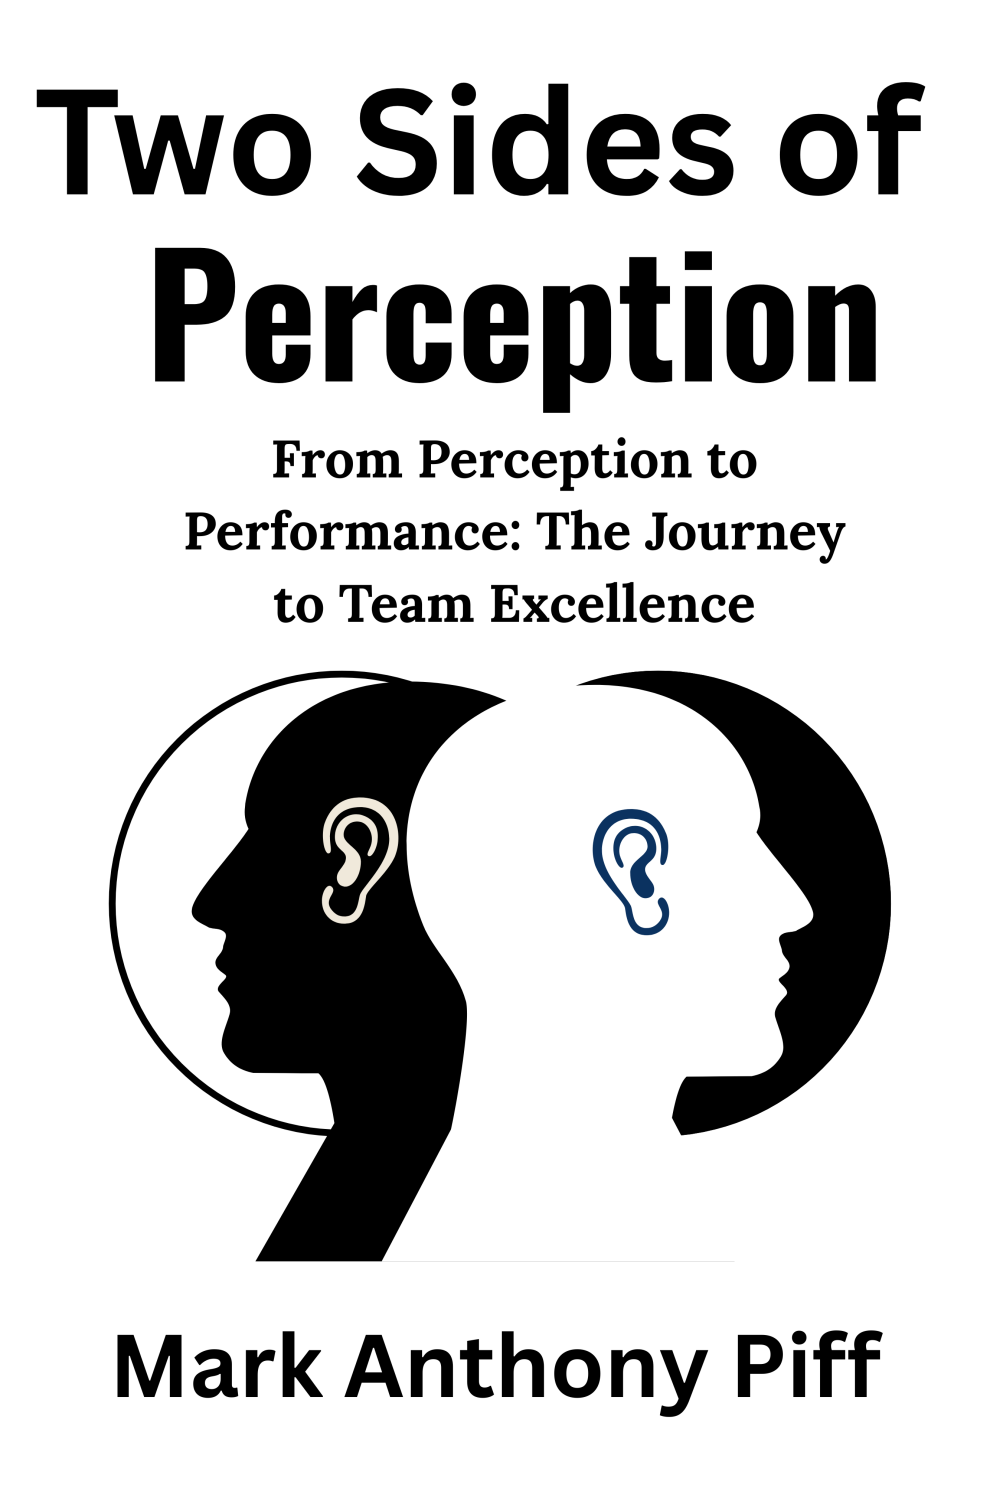 Two Sides of
Perception
From Perception to
Performance: The Journey
to Team Excellence
Mark Anthony Piff